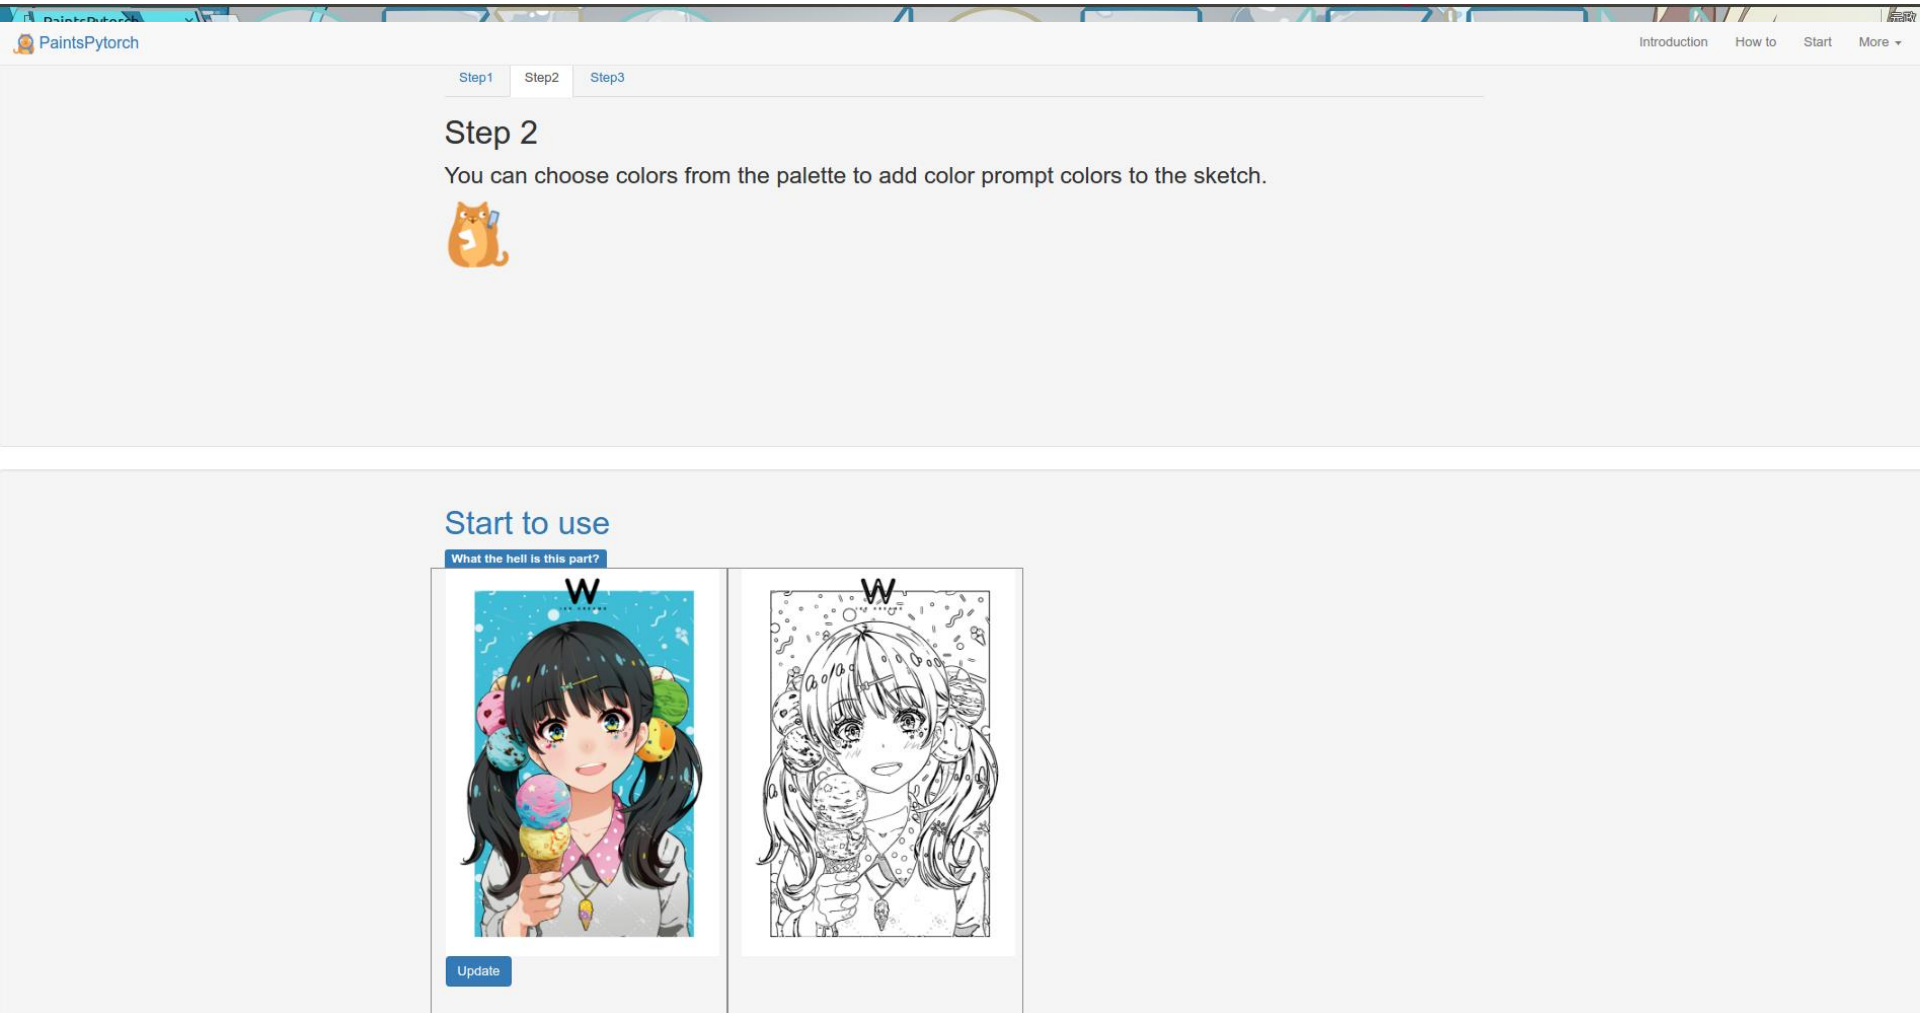 PaintsPytorch
PaintsPytorch
Introduction
How to
Start
More
Step1
Step2
Step3
Step 2
You can choose colors from the palette to add color prompt colors to the sketch.
Start to use
What the hell is this part?
W
W
Update